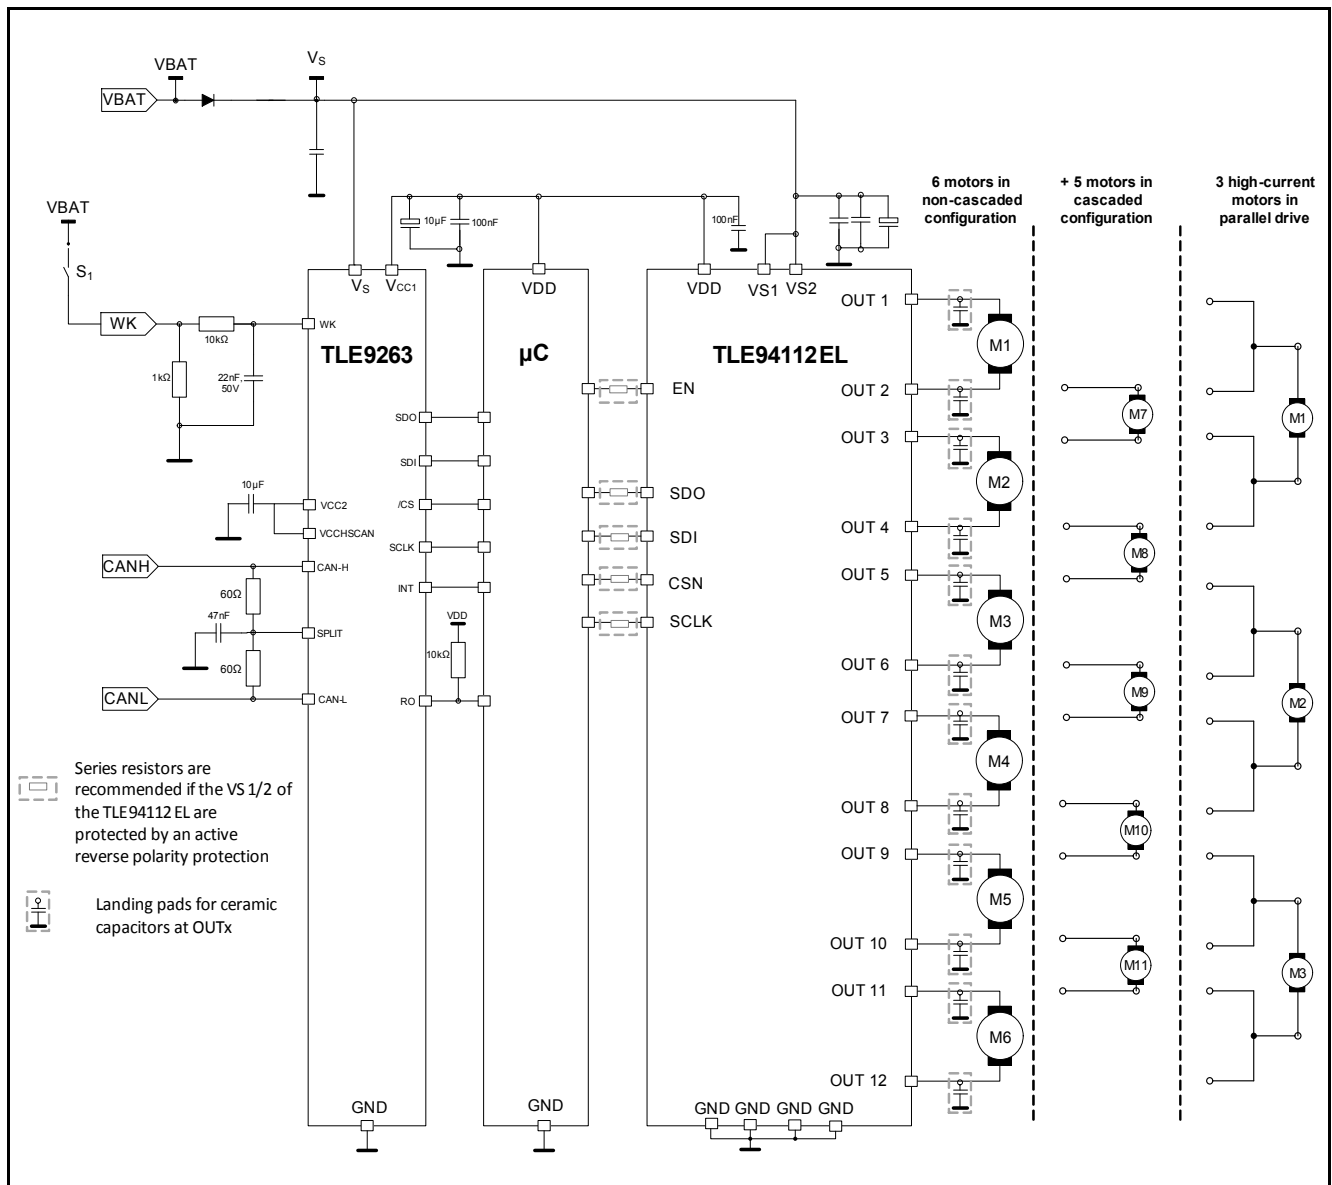 VBAT
VS
VBAT
6 motors in
non-cascaded
configuration
+ 5 motors in
cascaded
configuration
3 high-current
motors in
parallel drive
VBAT
S1
10µF
100nF
100nF
VS
VCC1
VDD
VDD
VS1
VS2
WK
10kΩ
1kΩ
22nF,
50V
WK
TLE9263
µC
TLE94112 EL
OUT 1
OUT 2
OUT 3
OUT 4
OUT 5
OUT 6
OUT 7
OUT 8
OUT 9
OUT 10
OUT 11
OUT 12
EN
SDO
SDI
CSN
SCLK
SDO
SDI
/CS
SCLK
INT
RO
VDD
10kΩ
10µF
VCC2
VCCHSCAN
CANH
CAN-H
60Ω
47nF
SPLIT
60Ω
CANL
CAN-L
M1
M2
M3
M4
M5
M6
M7
M8
M9
M10
M11
M1
M2
M3
Series resistors are
recommended if the VS 1/2 of
the TLE94112 EL are
protected by an active
reverse polarity protection
Landing pads for ceramic
capacitors at OUTx
GND
GND
GND GND GND GND